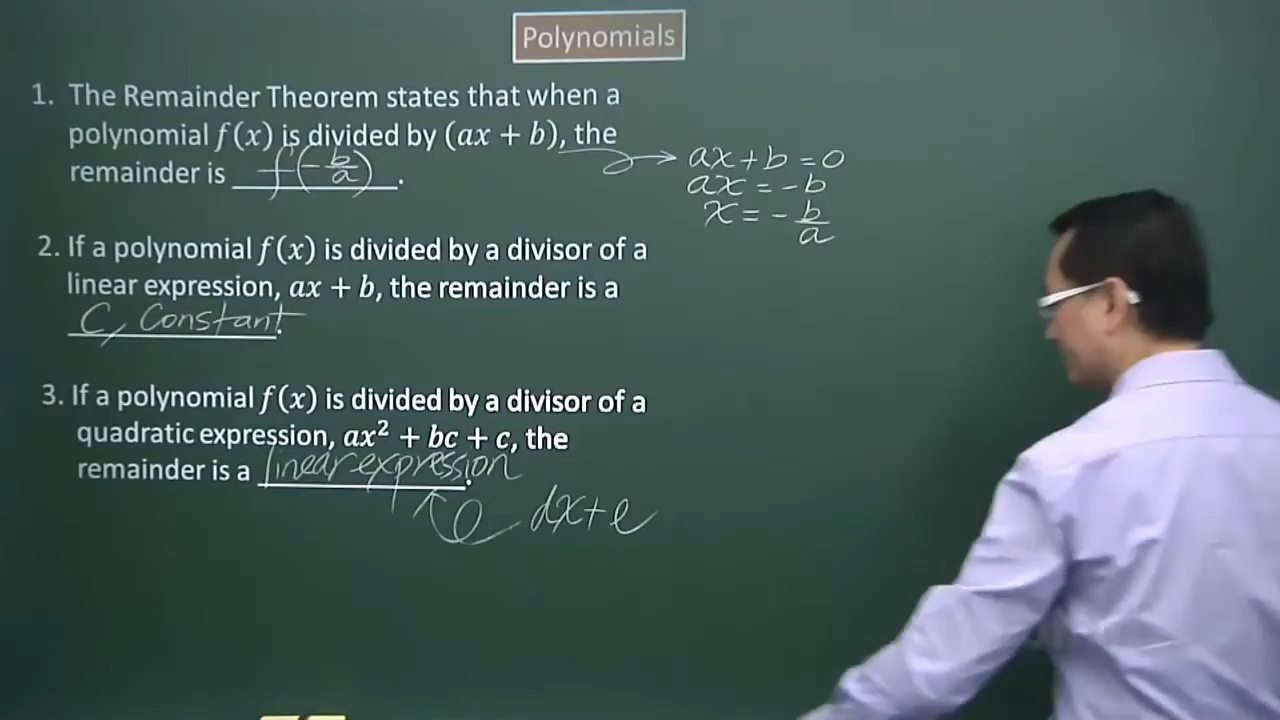 Polynomials
1. The Remainder Theorem states that when a
polynomial f(x) is divided by (ax + b), the
remainder is f(-b/a).
ax+b=0
ax=-b
x=-b/a
2. If a polynomial f(x) is divided by a divisor of a
linear expression, ax + b, the remainder is a
C, Constant.
3. If a polynomial f(x) is divided by a divisor of a
quadratic expression, ax² + bc + c, the
remainder is a linear expression.
dx+e